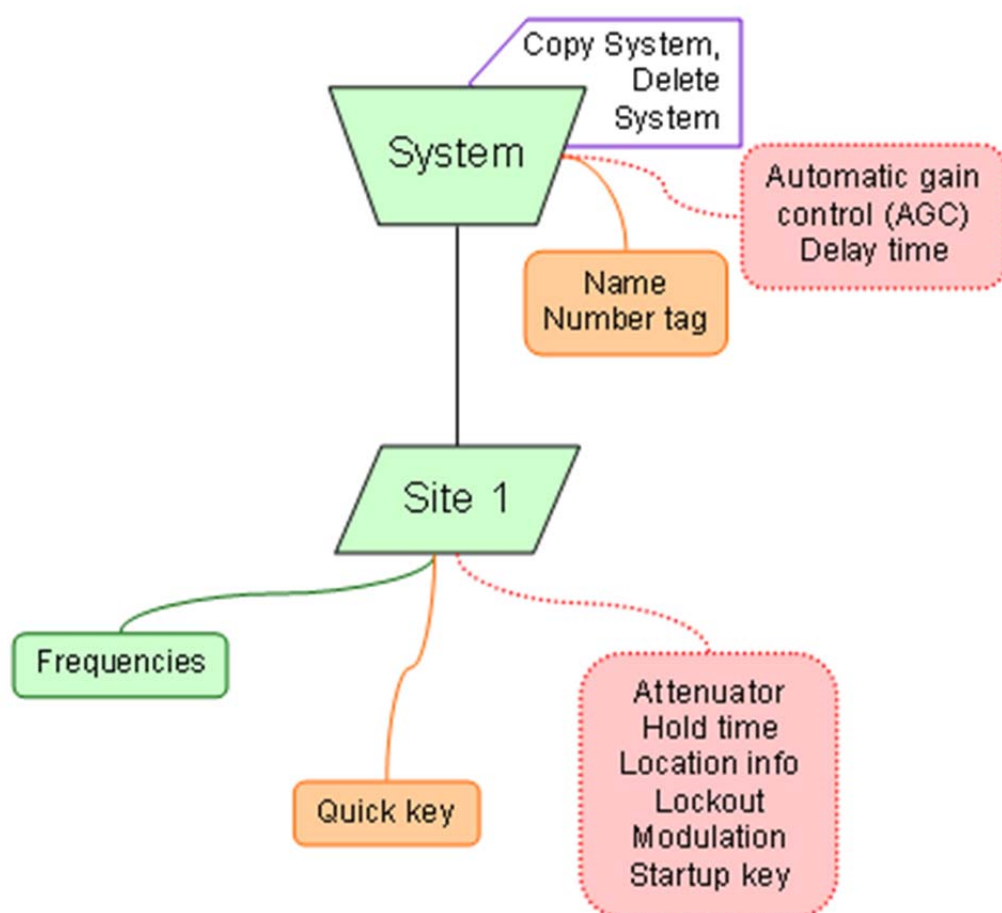 Copy System,
Delete
System
System
Automatic gain
control (AGC)
Delay time
Name
Number tag
Site 1
Frequencies
Quick key
Attenuator
Hold time
Location info
Lockout
Modulation
Startup key